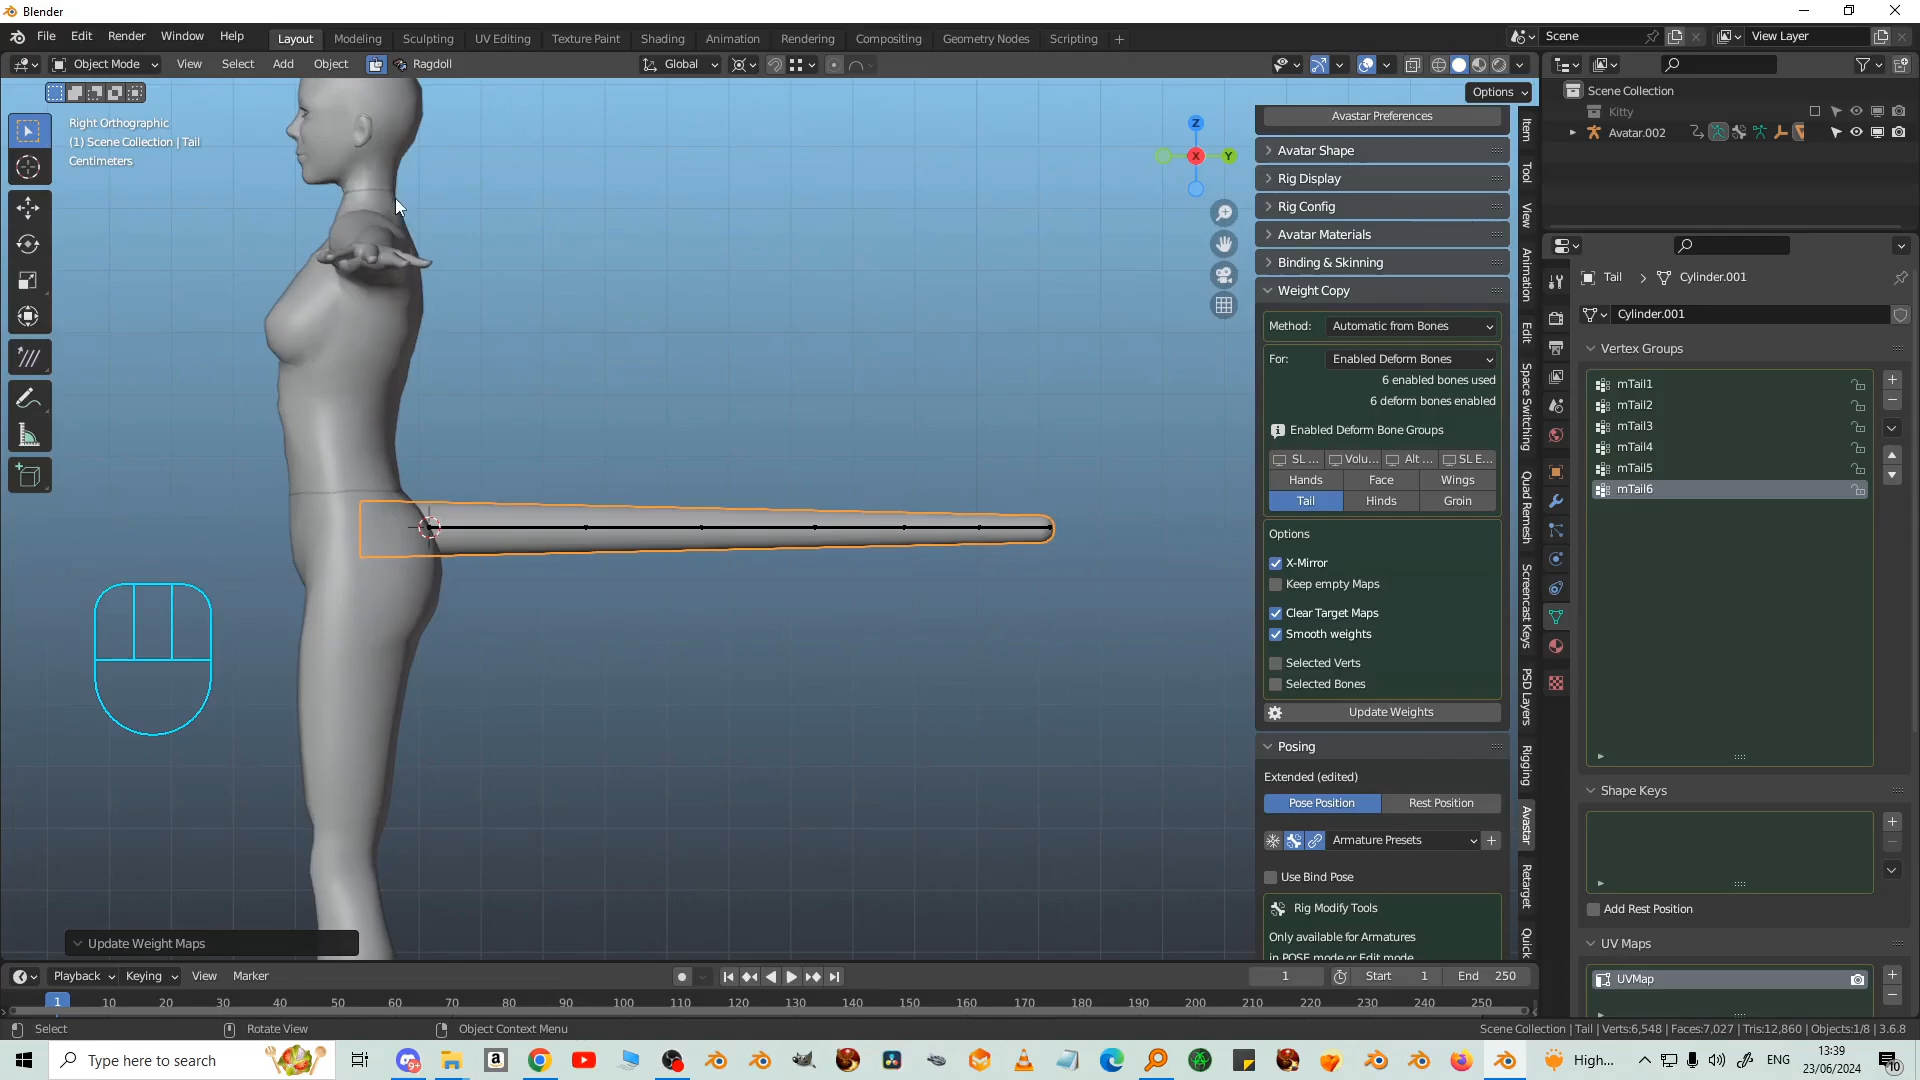 Blender
File Edit Render Window Help Layout Modeling Sculpting UV Editing Texture Paint Shading Animation Rendering Compositing Geometry Nodes Scripting + Scene View Layer
Object Mode View Select Add Object Ragdoll Global
Options
Right Orthographic
(1) Scene Collection | Tail
Centimeters
Z
X
Y
Scene Collection
Kitty
Avatar.002
Avastar Preferences
Avatar Shape
Rig Display
Rig Config
Avatar Materials
Binding & Skinning
Weight Copy
Method: Automatic from Bones
For: Enabled Deform Bones
6 enabled bones used
6 deform bones enabled
Enabled Deform Bone Groups
SL ... Volu... Alt ... SL E...
Hands Face Wings
Tail Hinds Groin
Options
X-Mirror
Keep empty Maps
Clear Target Maps
Smooth weights
Selected Verts
Selected Bones
Update Weights
Posing
Extended (edited)
Pose Position Rest Position
Armature Presets
Use Bind Pose
Rig Modify Tools
Only available for Armatures
in POSE mode or Edit mode
Item
Tool
View
Animation
Edit
Space Switching
Quad Remesh
Screencast Keys
PSD Layers
Rigging
Avastar
Retarget
Quick
Tail > Cylinder.001
Cylinder.001
Vertex Groups
mTail1
mTail2
mTail3
mTail4
mTail5
mTail6
Shape Keys
Add Rest Position
UV Maps
UVMap
Update Weight Maps
Playback Keying View Marker 1 Start 1 End 250
1 10 20 30 40 50 60 70 80 90 100 110 120 130 140 150 160 170 180 190 200 210 220 230 240 250
Select Rotate View Object Context Menu Scene Collection | Tail | Verts:6,548 | Faces:7,027 | Tris:12,860 | Objects:1/8 | 3.6.8
Type here to search High... ENG 13:39
23/06/2024
10